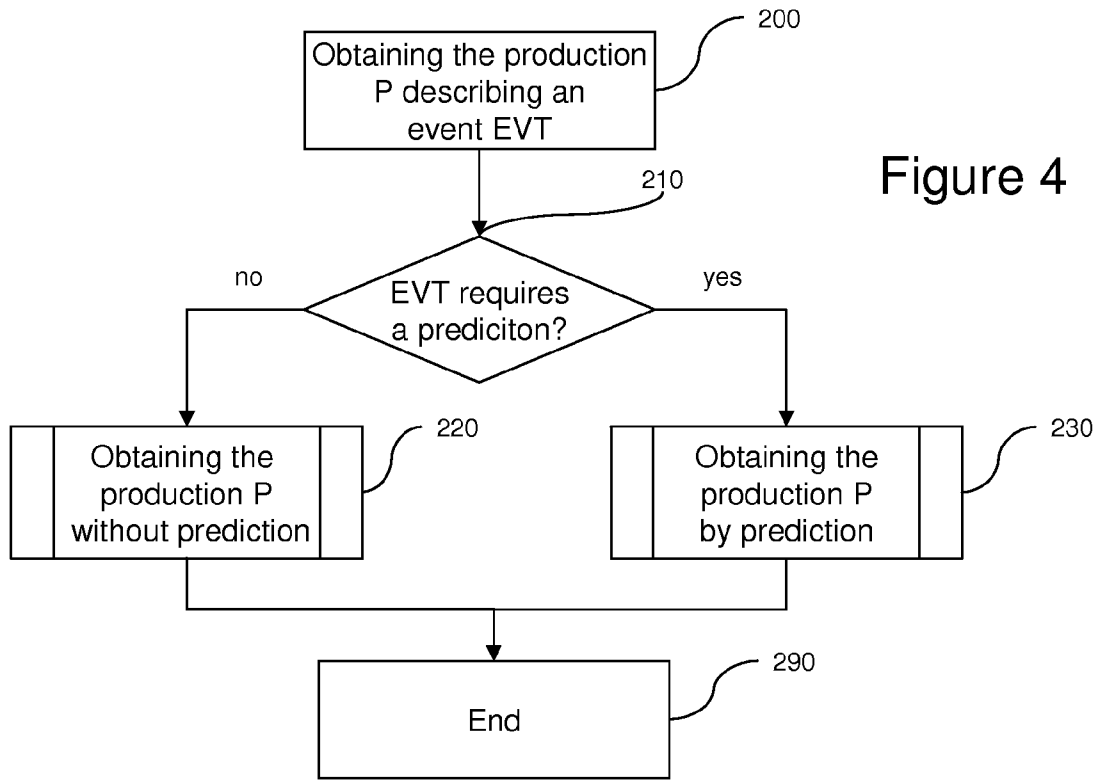 200
Obtaining the production
P describing an
event EVT
Figure 4
210
no
yes
EVT requires
a prediciton?
220
Obtaining the
production P
without prediction
230
Obtaining the
production P
by prediction
290
End